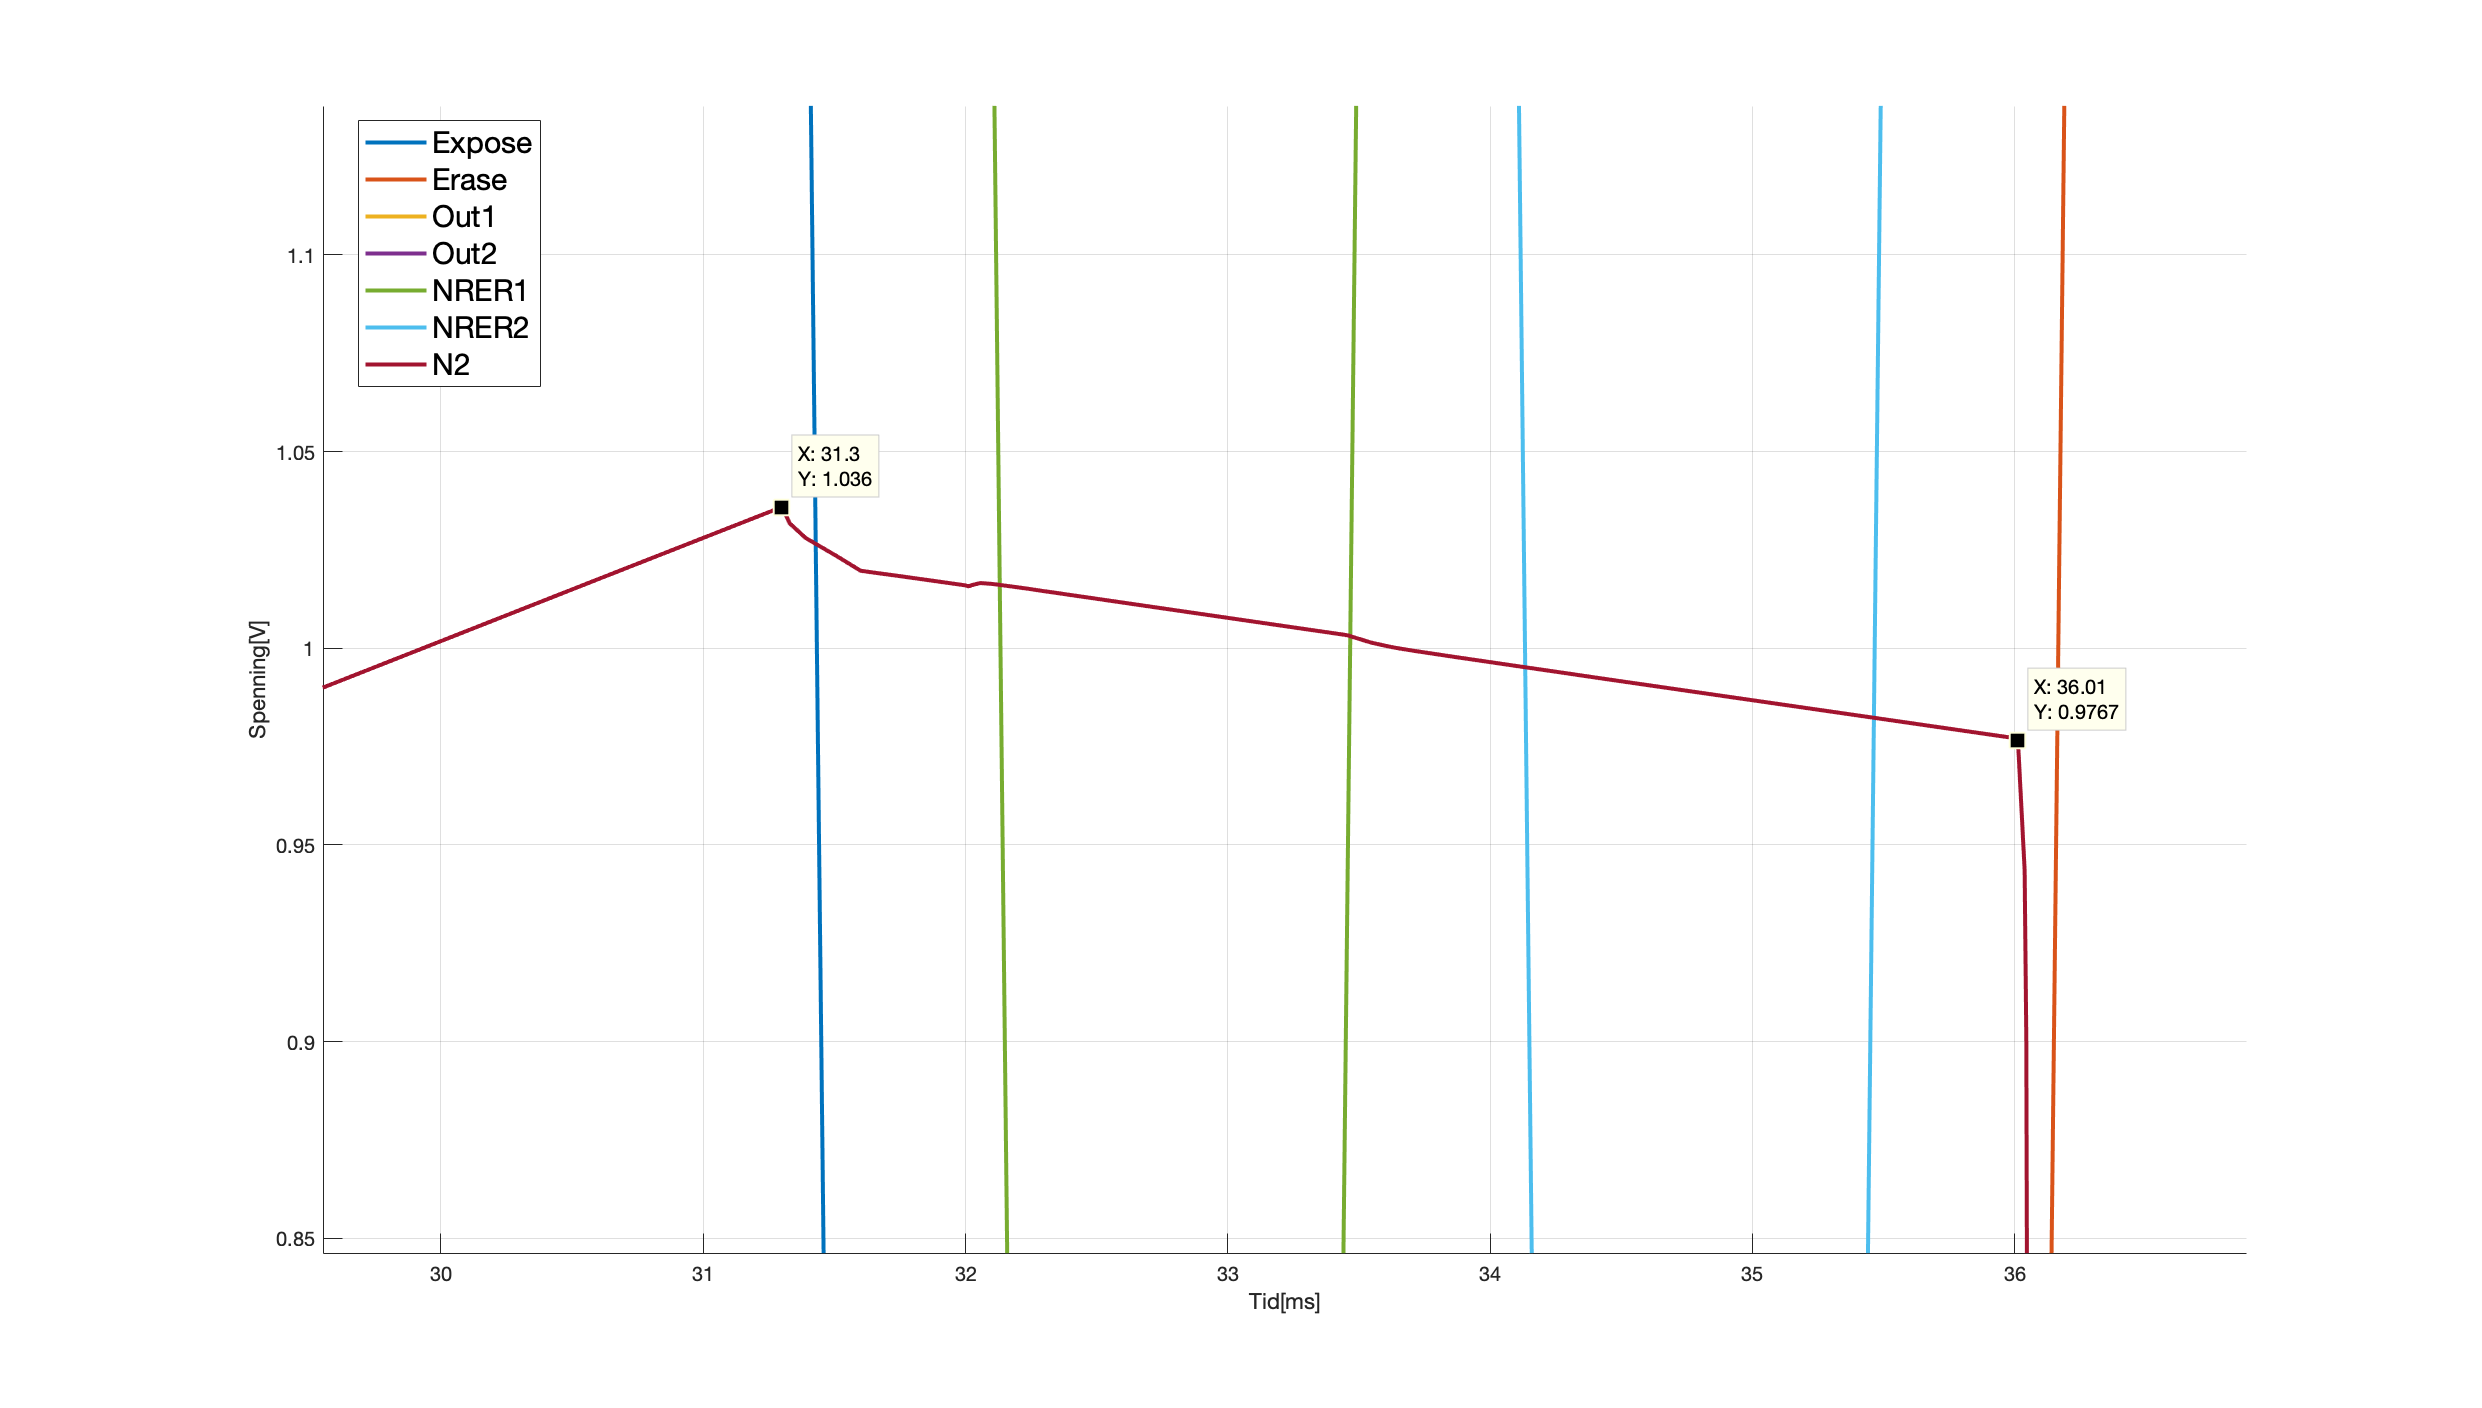 Expose
Erase
Out1
Out2
NRER1
NRER2
N2
X: 31.3
Y: 1.036
X: 36.01
Y: 0.9767
1.1
1.05
1
0.95
0.9
0.85
Spenning[V]
30 31 32 33 34 35 36
Tid[ms]